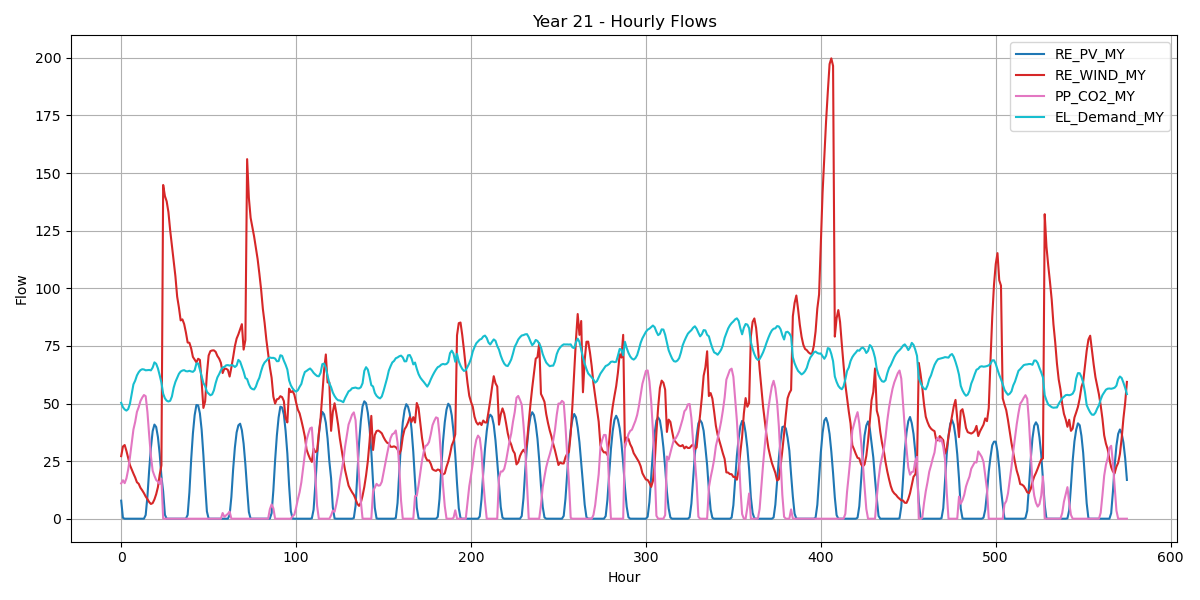 Year 21 - Hourly Flows
RE_PV_MY
RE_WIND_MY
PP_CO2_MY
EL_Demand_MY
Flow
200
175
150
125
100
75
50
25
0
0 100 200 300 400 500 600
Hour